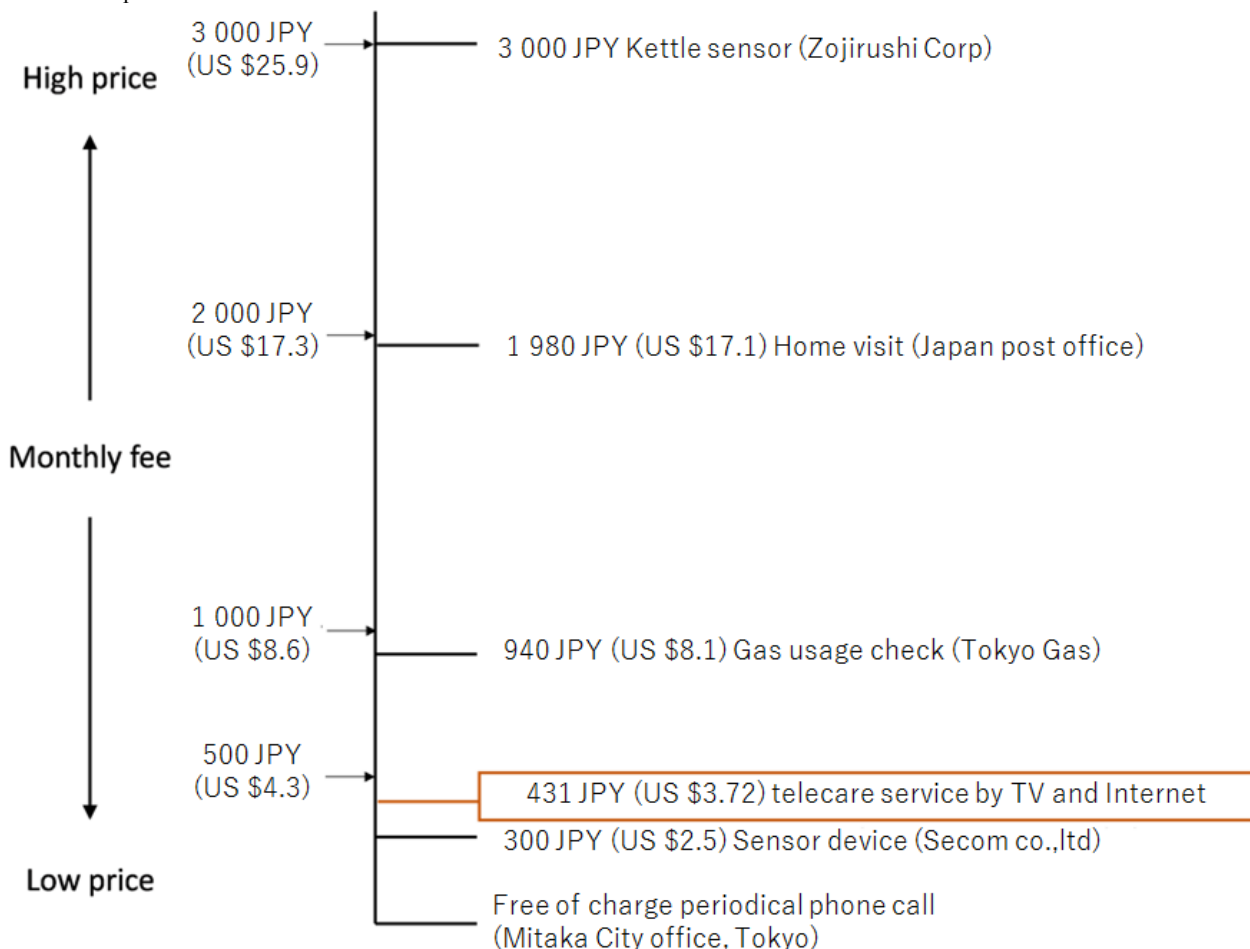 3 000 JPY
(US $25.9)
3 000 JPY Kettle sensor (Zojirushi Corp)
High price
2 000 JPY
(US $17.3)
1 980 JPY (US $17.1) Home visit (Japan post office)
Monthly fee
1 000 JPY
(US $8.6)
940 JPY (US $8.1) Gas usage check (Tokyo Gas)
500 JPY
(US $4.3)
431 JPY (US $3.72) telecare service by TV and Internet
300 JPY (US $2.5) Sensor device (Secom co.,ltd)
Low price
Free of charge periodical phone call
(Mitaka City office, Tokyo)